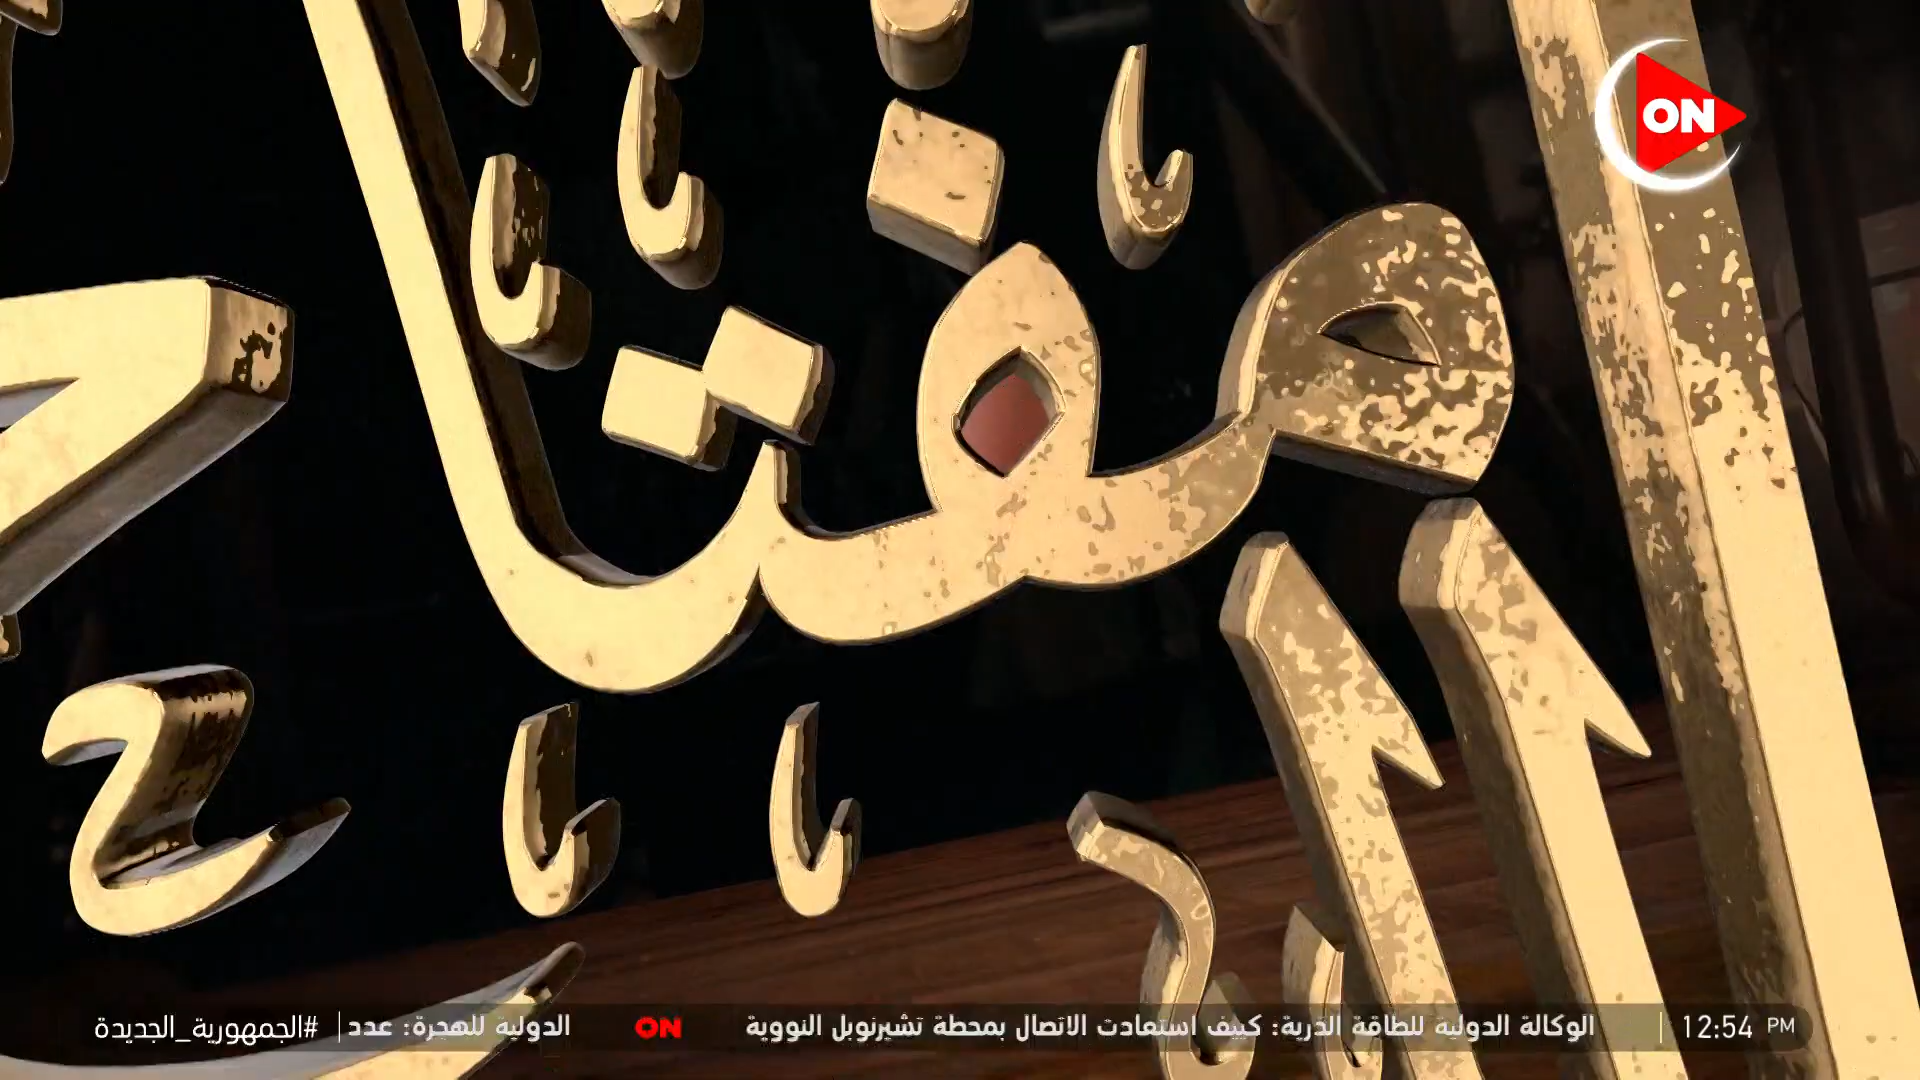 ON
مفتاح
الوكالة الدولية للطاقة الذرية: كييف استعادت الاتصال بمحطة تشيرنوبل النووية
ON
الدولية للهجرة: عدد
#الجمهورية_الجديدة
12:54 PM